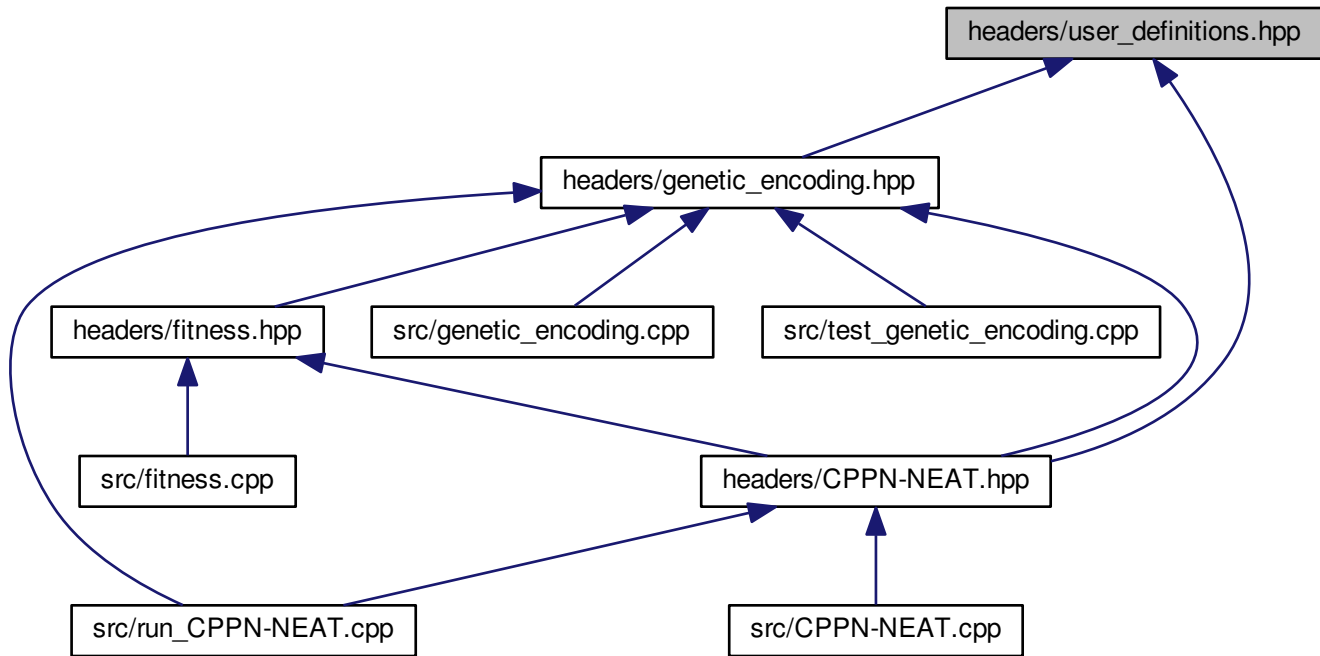 headers/user_definitions.hpp
headers/genetic_encoding.hpp
headers/fitness.hpp
src/genetic_encoding.cpp
src/test_genetic_encoding.cpp
src/fitness.cpp
headers/CPPN-NEAT.hpp
src/run_CPPN-NEAT.cpp
src/CPPN-NEAT.cpp